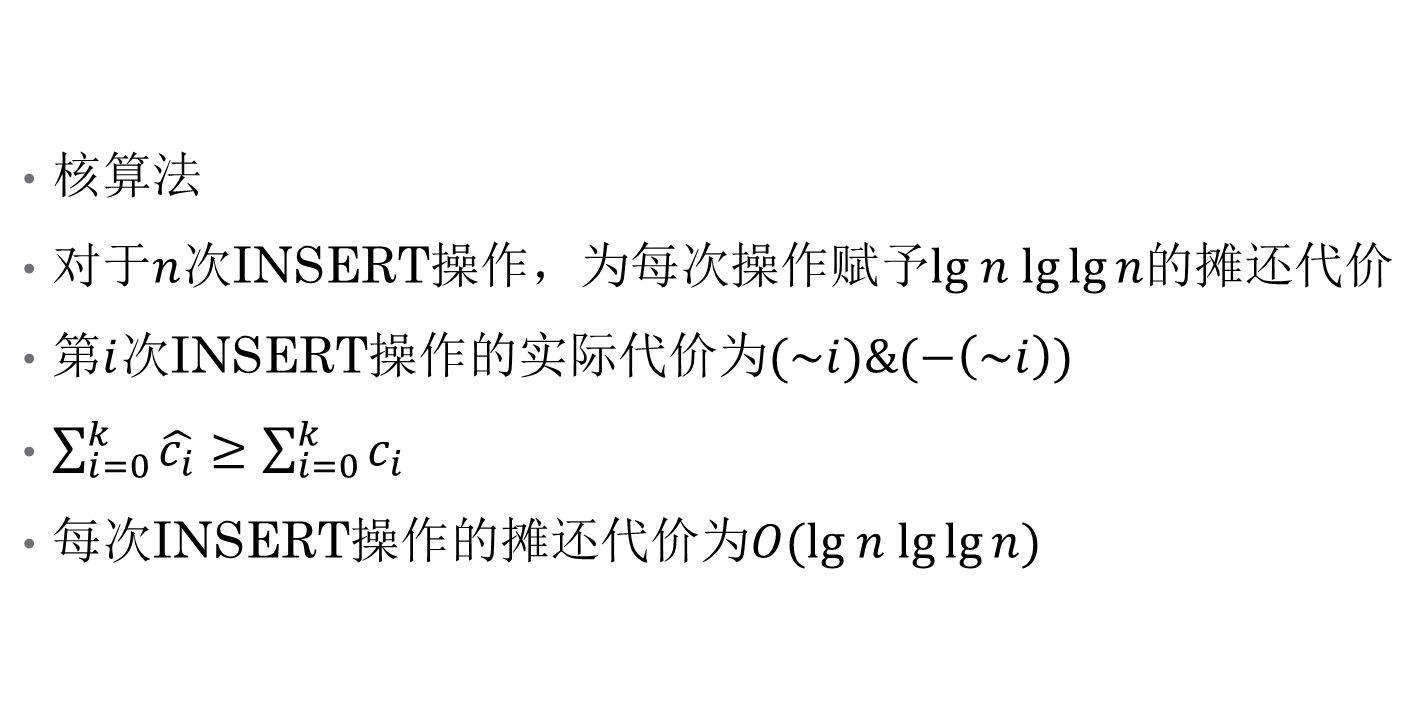 • 核算法
• 对于n次INSERT操作，为每次操作赋予lg n lg lg n的摊还代价
• 第i次INSERT操作的实际代价为(~i)&(−(~i))
• ∑_{i=0}^{k} ĉ_i ≥ ∑_{i=0}^{k} c_i
• 每次INSERT操作的摊还代价为O(lg n lg lg n)